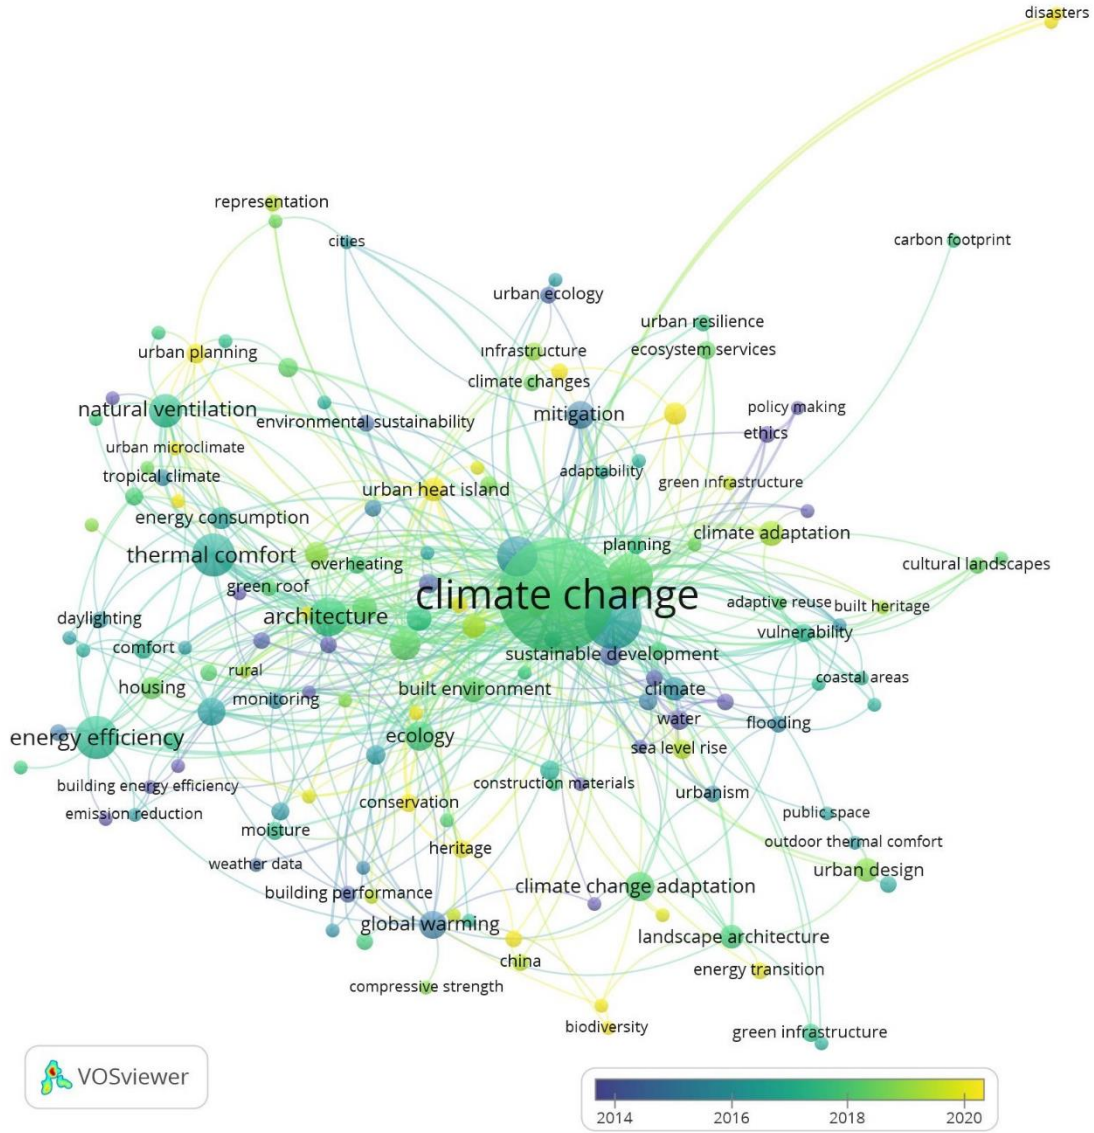 disasters
representation
cities
carbon footprint
urban ecology
urban resilience
urban planning
infrastructure
ecosystem services
climate changes
natural ventilation
environmental sustainability
mitigation
policy making
ethics
urban microclimate
tropical climate
adaptability
green infrastructure
urban heat island
energy consumption
climate adaptation
planning
thermal comfort
overheating
cultural landscapes
green roof
climate change
adaptive reuse
built heritage
daylighting
architecture
vulnerability
comfort
sustainable development
rural
coastal areas
housing
monitoring
built environment
climate
water
flooding
energy efficiency
ecology
sea level rise
building energy efficiency
construction materials
urbanism
emission reduction
conservation
public space
moisture
heritage
outdoor thermal comfort
weather data
urban design
building performance
climate change adaptation
global warming
landscape architecture
china
energy transition
compressive strength
biodiversity
green infrastructure
VOSviewer
2014
2016
2018
2020